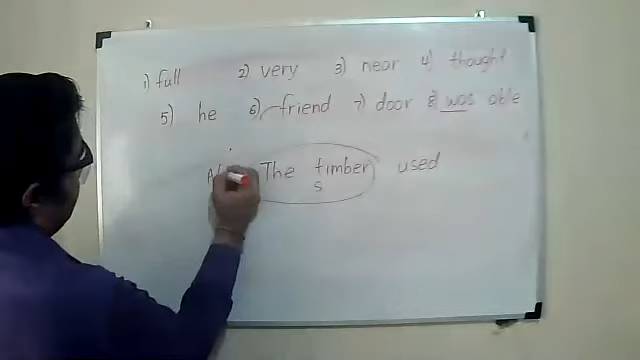 1) full 2) very 3) near 4) thought
5) he 6) friend 7) door 8) was able
The timber used
s